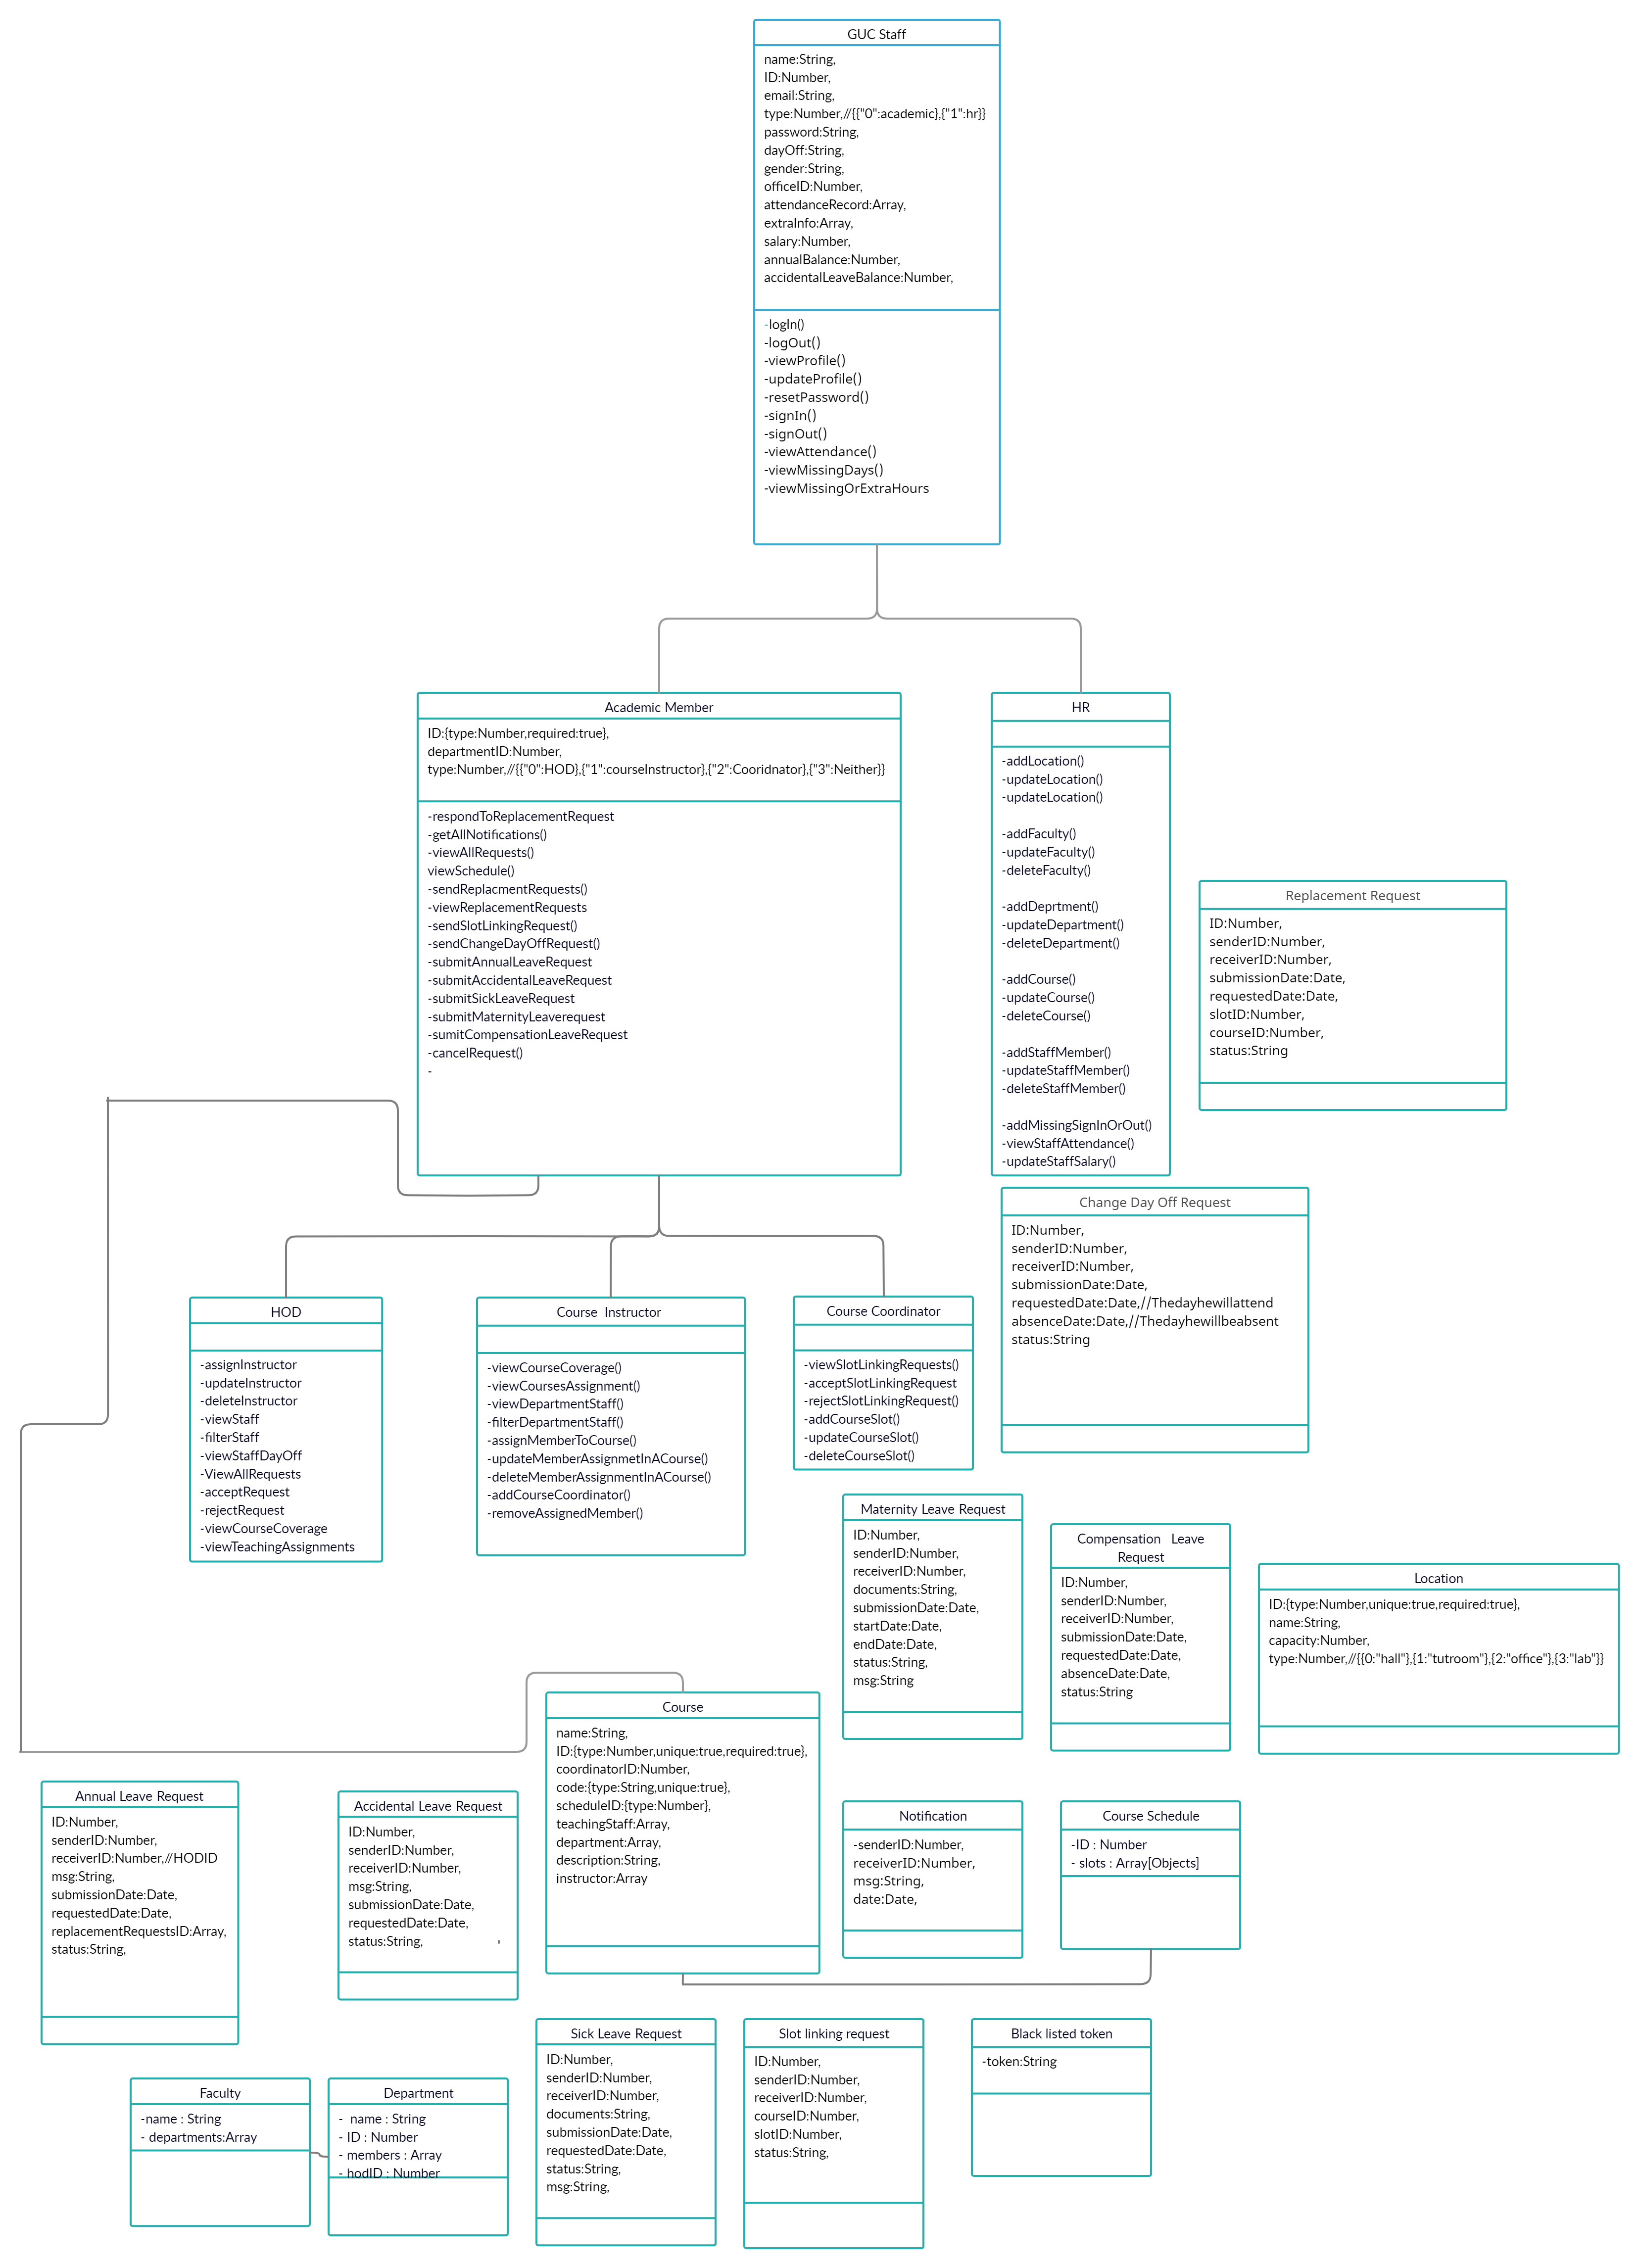 GUC Staff
name:String,
ID:Number,
email:String,
type:Number,//{{"0":academic},{"1":hr}}
password:String,
dayOff:String,
gender:String,
officeID:Number,
attendanceRecord:Array,
extraInfo:Array,
salary:Number,
annualBalance:Number,
accidentalLeaveBalance:Number,
-logIn()
-logOut()
-viewProfile()
-updateProfile()
-resetPassword()
-signIn()
-signOut()
-viewAttendance()
-viewMissingDays()
-viewMissingOrExtraHours
Academic Member
ID:{type:Number,required:true},
departmentID:Number,
type:Number,//{{"0":HOD},{"1":courseInstructor},{"2":Cooridnator},{"3":Neither}}
-respondToReplacementRequest
-getAllNotifications()
-viewAllRequests()
viewSchedule()
-sendReplacmentRequests()
-viewReplacementRequests
-sendSlotLinkingRequest()
-sendChangeDayOffRequest()
-submitAnnualLeaveRequest
-submitAccidentalLeaveRequest
-submitSickLeaveRequest
-submitMaternityLeaverequest
-sumitCompensationLeaveRequest
-cancelRequest()
-
HR
-addLocation()
-updateLocation()
-updateLocation()
-addFaculty()
-updateFaculty()
-deleteFaculty()
-addDeprtment()
-updateDepartment()
-deleteDepartment()
-addCourse()
-updateCourse()
-deleteCourse()
-addStaffMember()
-updateStaffMember()
-deleteStaffMember()
-addMissingSignInOrOut()
-viewStaffAttendance()
-updateStaffSalary()
Replacement Request
ID:Number,
senderID:Number,
receiverID:Number,
submissionDate:Date,
requestedDate:Date,
slotID:Number,
courseID:Number,
status:String
Change Day Off Request
ID:Number,
senderID:Number,
receiverID:Number,
submissionDate:Date,
requestedDate:Date,//Thedayhewillattend
absenceDate:Date,//Thedayhewillbeabsent
status:String
HOD
-assignInstructor
-updateInstructor
-deleteInstructor
-viewStaff
-filterStaff
-viewStaffDayOff
-ViewAllRequests
-acceptRequest
-rejectRequest
-viewCourseCoverage
-viewTeachingAssignments
Course Instructor
-viewCourseCoverage()
-viewCoursesAssignment()
-viewDepartmentStaff()
-filterDepartmentStaff()
-assignMemberToCourse()
-updateMemberAssignmetInACourse()
-deleteMemberAssignmentInACourse()
-addCourseCoordinator()
-removeAssignedMember()
Course Coordinator
-viewSlotLinkingRequests()
-acceptSlotLinkingRequest
-rejectSlotLinkingRequest()
-addCourseSlot()
-updateCourseSlot()
-deleteCourseSlot()
Maternity Leave Request
ID:Number,
senderID:Number,
receiverID:Number,
documents:String,
submissionDate:Date,
startDate:Date,
endDate:Date,
status:String,
msg:String
Compensation Leave
Request
ID:Number,
senderID:Number,
receiverID:Number,
submissionDate:Date,
requestedDate:Date,
absenceDate:Date,
status:String
Location
ID:{type:Number,unique:true,required:true},
name:String,
capacity:Number,
type:Number,//{{0:"hall"},{1:"tutroom"},{2:"office"},{3:"lab"}}
Course
name:String,
ID:{type:Number,unique:true,required:true},
coordinatorID:Number,
code:{type:String,unique:true},
scheduleID:{type:Number},
teachingStaff:Array,
department:Array,
description:String,
instructor:Array
Annual Leave Request
ID:Number,
senderID:Number,
receiverID:Number,//HODID
msg:String,
submissionDate:Date,
requestedDate:Date,
replacementRequestsID:Array,
status:String,
Accidental Leave Request
ID:Number,
senderID:Number,
receiverID:Number,
msg:String,
submissionDate:Date,
requestedDate:Date,
status:String, '
Notification
-senderID:Number,
receiverID:Number,
msg:String,
date:Date,
Course Schedule
-ID : Number
- slots : Array[Objects]
Sick Leave Request
ID:Number,
senderID:Number,
receiverID:Number,
documents:String,
submissionDate:Date,
requestedDate:Date,
status:String,
msg:String,
Slot linking request
ID:Number,
senderID:Number,
receiverID:Number,
courseID:Number,
slotID:Number,
status:String,
Black listed token
-token:String
Faculty
-name : String
- departments:Array
Department
- name : String
- ID : Number
- members : Array
- hodID : Number